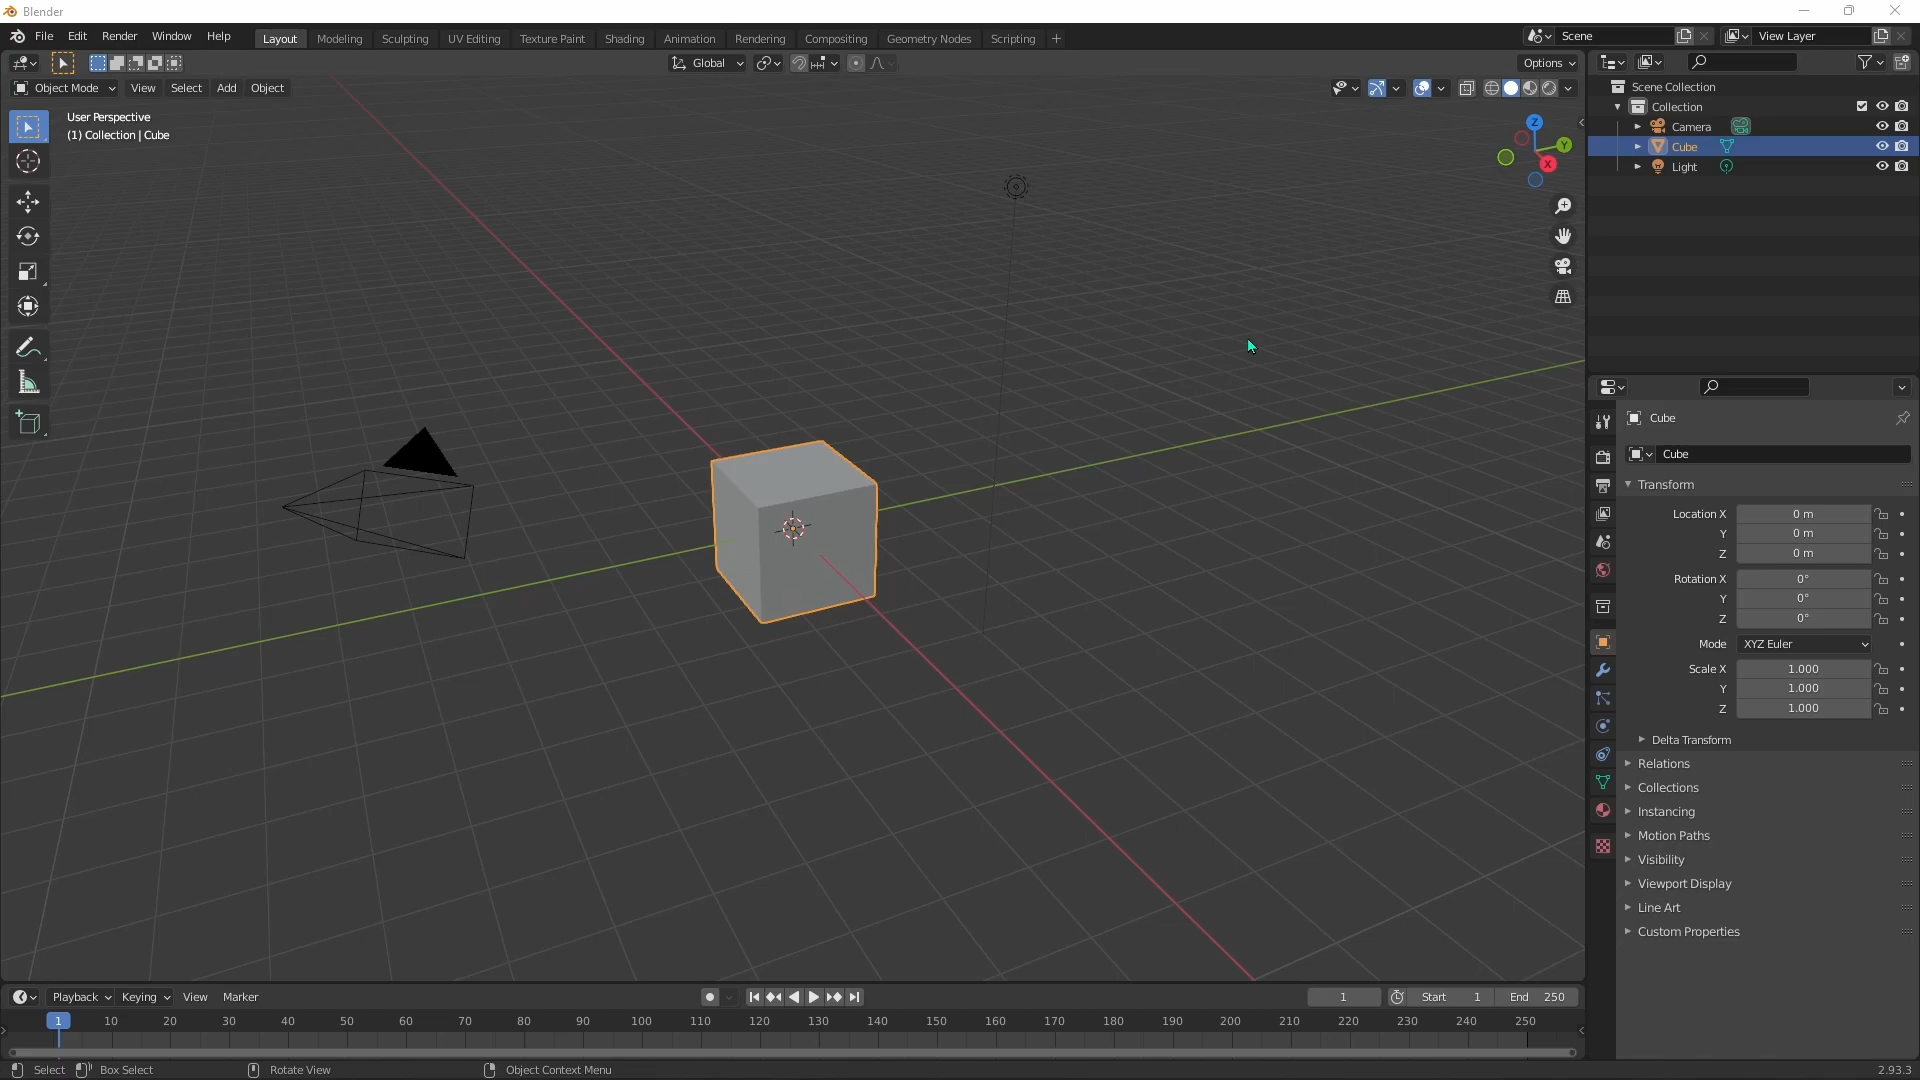 Blender
File Edit Render Window Help
Layout Modeling Sculpting UV Editing Texture Paint Shading Animation Rendering Compositing Geometry Nodes Scripting +
Scene
View Layer
Global
Options
Object Mode View Select Add Object
User Perspective
(1) Collection | Cube
Z
Y
X
Scene Collection
Collection
Camera
Cube
Light
Cube
Cube
Transform
Location X 0 m
Y 0 m
Z 0 m
Rotation X 0°
Y 0°
Z 0°
Mode XYZ Euler
Scale X 1.000
Y 1.000
Z 1.000
Delta Transform
Relations
Collections
Instancing
Motion Paths
Visibility
Viewport Display
Line Art
Custom Properties
Playback Keying View Marker
1 Start 1 End 250
1 10 20 30 40 50 60 70 80 90 100 110 120 130 140 150 160 170 180 190 200 210 220 230 240 250
Select Box Select Rotate View Object Context Menu 2.93.3